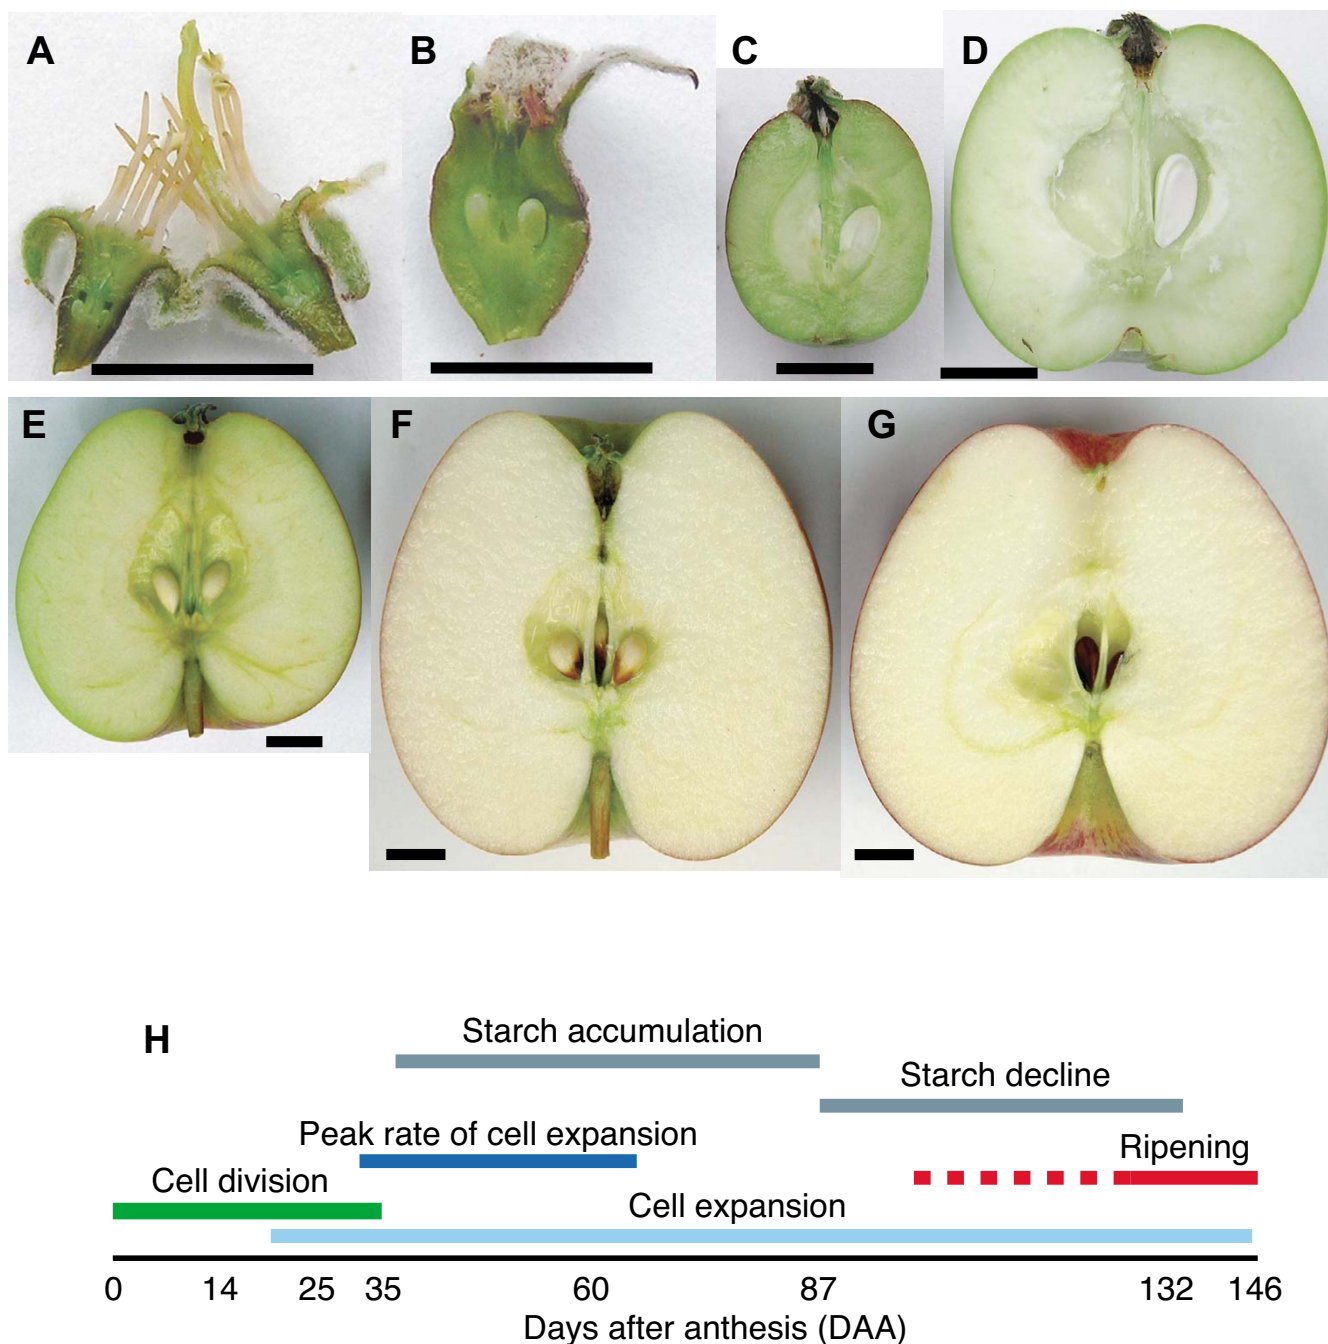 A
B
C
D
E
F
G
H
Starch accumulation
Starch decline
Peak rate of cell expansion
Ripening
Cell division
Cell expansion
0 14 25 35 60 87 132 146
Days after anthesis (DAA)